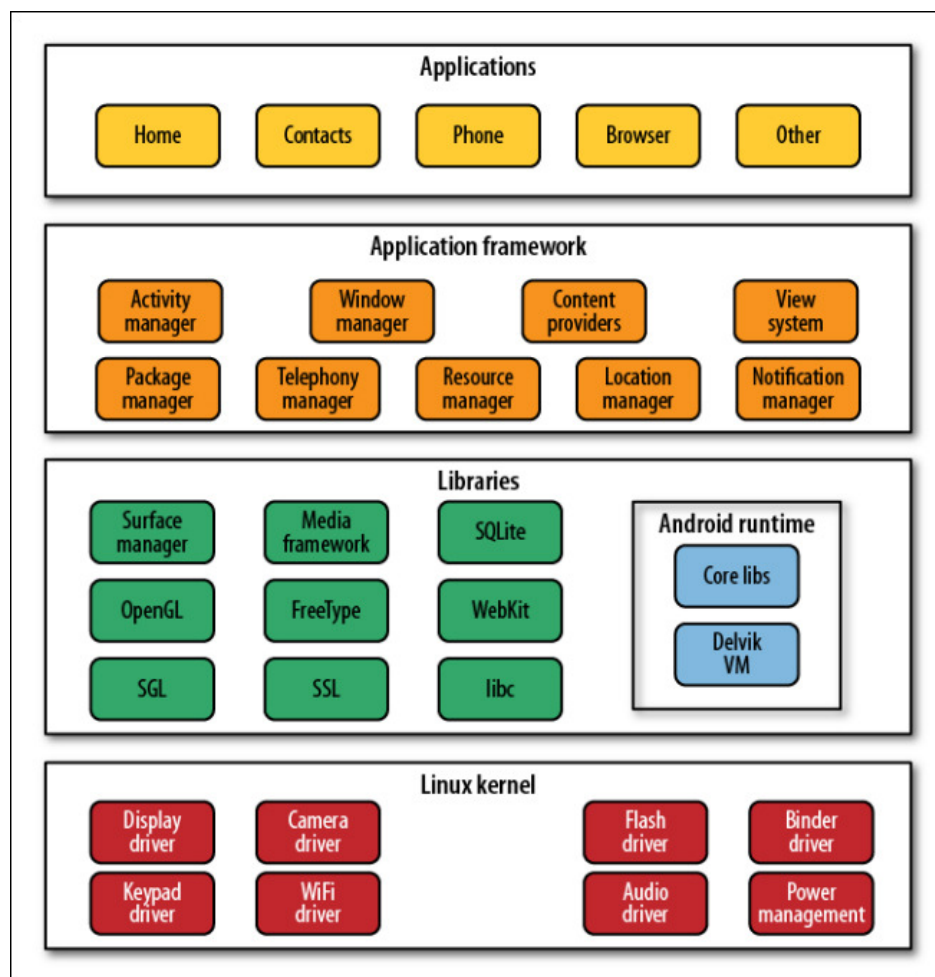 Applications
Home
Contacts
Phone
Browser
Other
Application framework
Activity
manager
Window
manager
Content
providers
View
system
Package
manager
Telephony
manager
Resource
manager
Location
manager
Notification
manager
Libraries
Surface
manager
Media
framework
SQLite
OpenGL
FreeType
WebKit
SGL
SSL
libc
Android runtime
Core libs
Delvik
VM
Linux kernel
Display
driver
Camera
driver
Flash
driver
Binder
driver
Keypad
driver
WiFi
driver
Audio
driver
Power
management